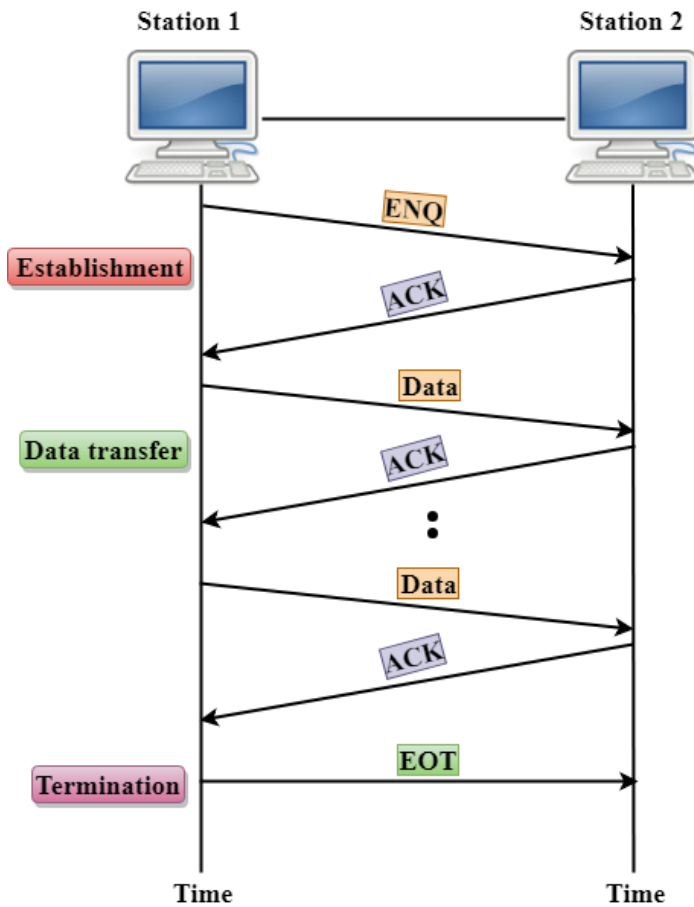 Station 1
Station 2
ENQ
Establishment
ACK
Data
Data transfer
ACK
Data
ACK
Termination
EOT
Time
Time